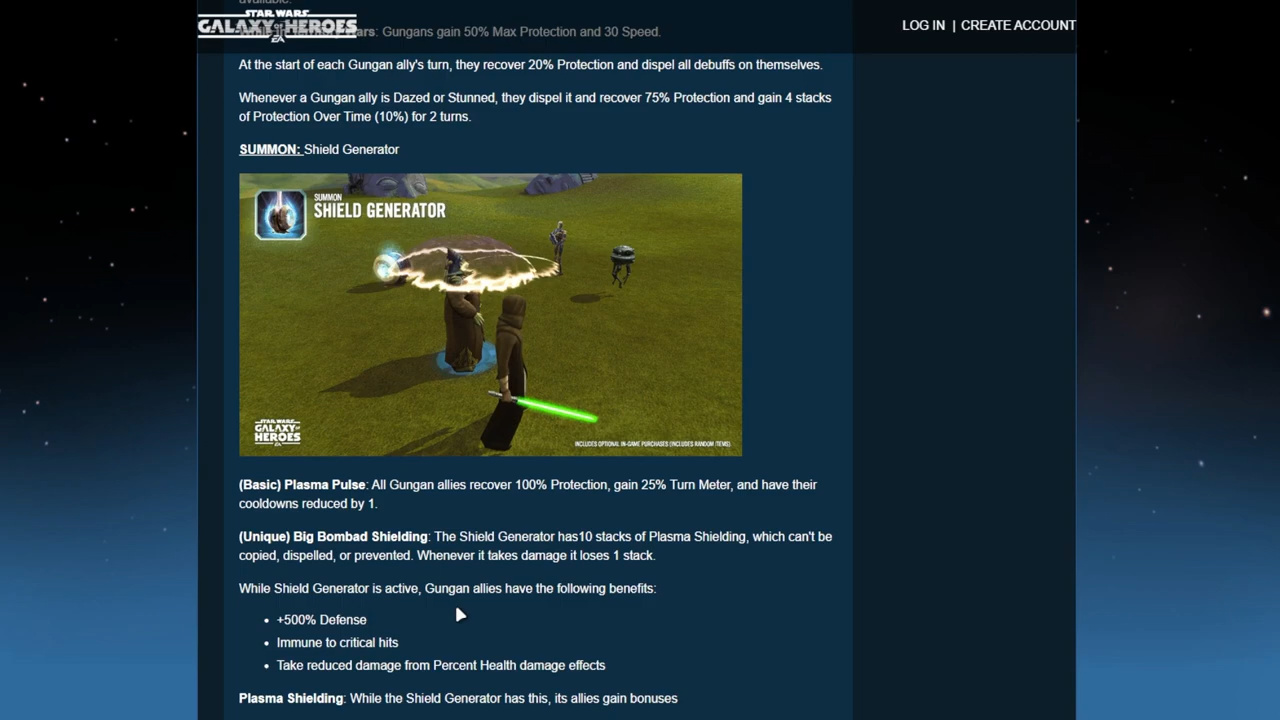 available.
STAR WARS
GALAXY OF HEROES
EA
LOG IN | CREATE ACCOUNT
ars: Gungans gain 50% Max Protection and 30 Speed.
At the start of each Gungan ally's turn, they recover 20% Protection and dispel all debuffs on themselves.
Whenever a Gungan ally is Dazed or Stunned, they dispel it and recover 75% Protection and gain 4 stacks
of Protection Over Time (10%) for 2 turns.
SUMMON: Shield Generator
SUMMON
SHIELD GENERATOR
STAR WARS
GALAXY OF
HEROES
INCLUDES OPTIONAL IN-GAME PURCHASES (INCLUDES RANDOM ITEMS)
(Basic) Plasma Pulse: All Gungan allies recover 100% Protection, gain 25% Turn Meter, and have their
cooldowns reduced by 1.
(Unique) Big Bombad Shielding: The Shield Generator has10 stacks of Plasma Shielding, which can't be
copied, dispelled, or prevented. Whenever it takes damage it loses 1 stack.
While Shield Generator is active, Gungan allies have the following benefits:
• +500% Defense
• Immune to critical hits
• Take reduced damage from Percent Health damage effects
Plasma Shielding: While the Shield Generator has this, its allies gain bonuses